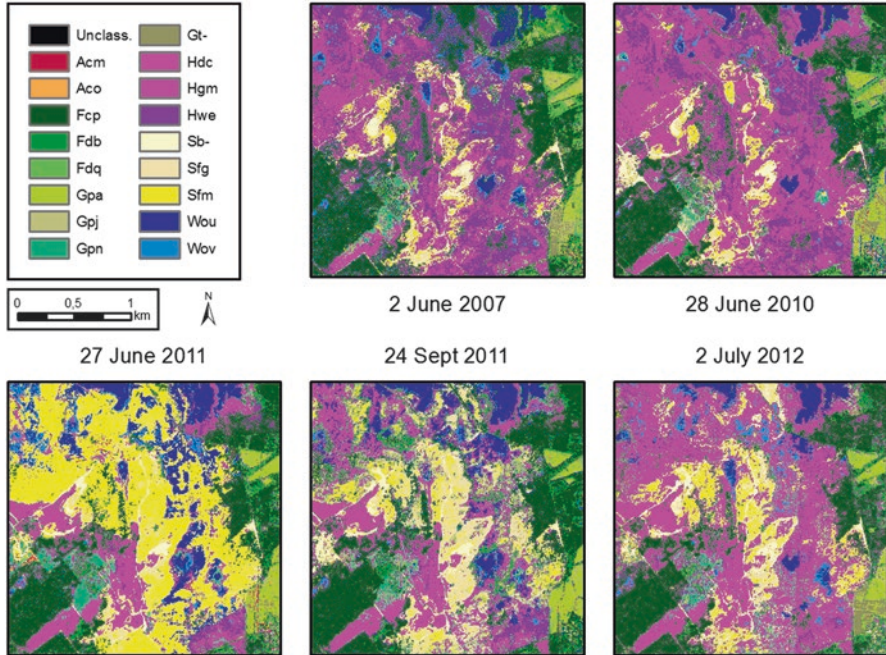 Unclass.
Acm
Aco
Fcp
Fdb
Fdq
Gpa
Gpj
Gpn
Gt-
Hdc
Hgm
Hwe
Sb-
Sfg
Sfm
Wou
Wov
0 0,5 1
km
N
2 June 2007
28 June 2010
27 June 2011
24 Sept 2011
2 July 2012